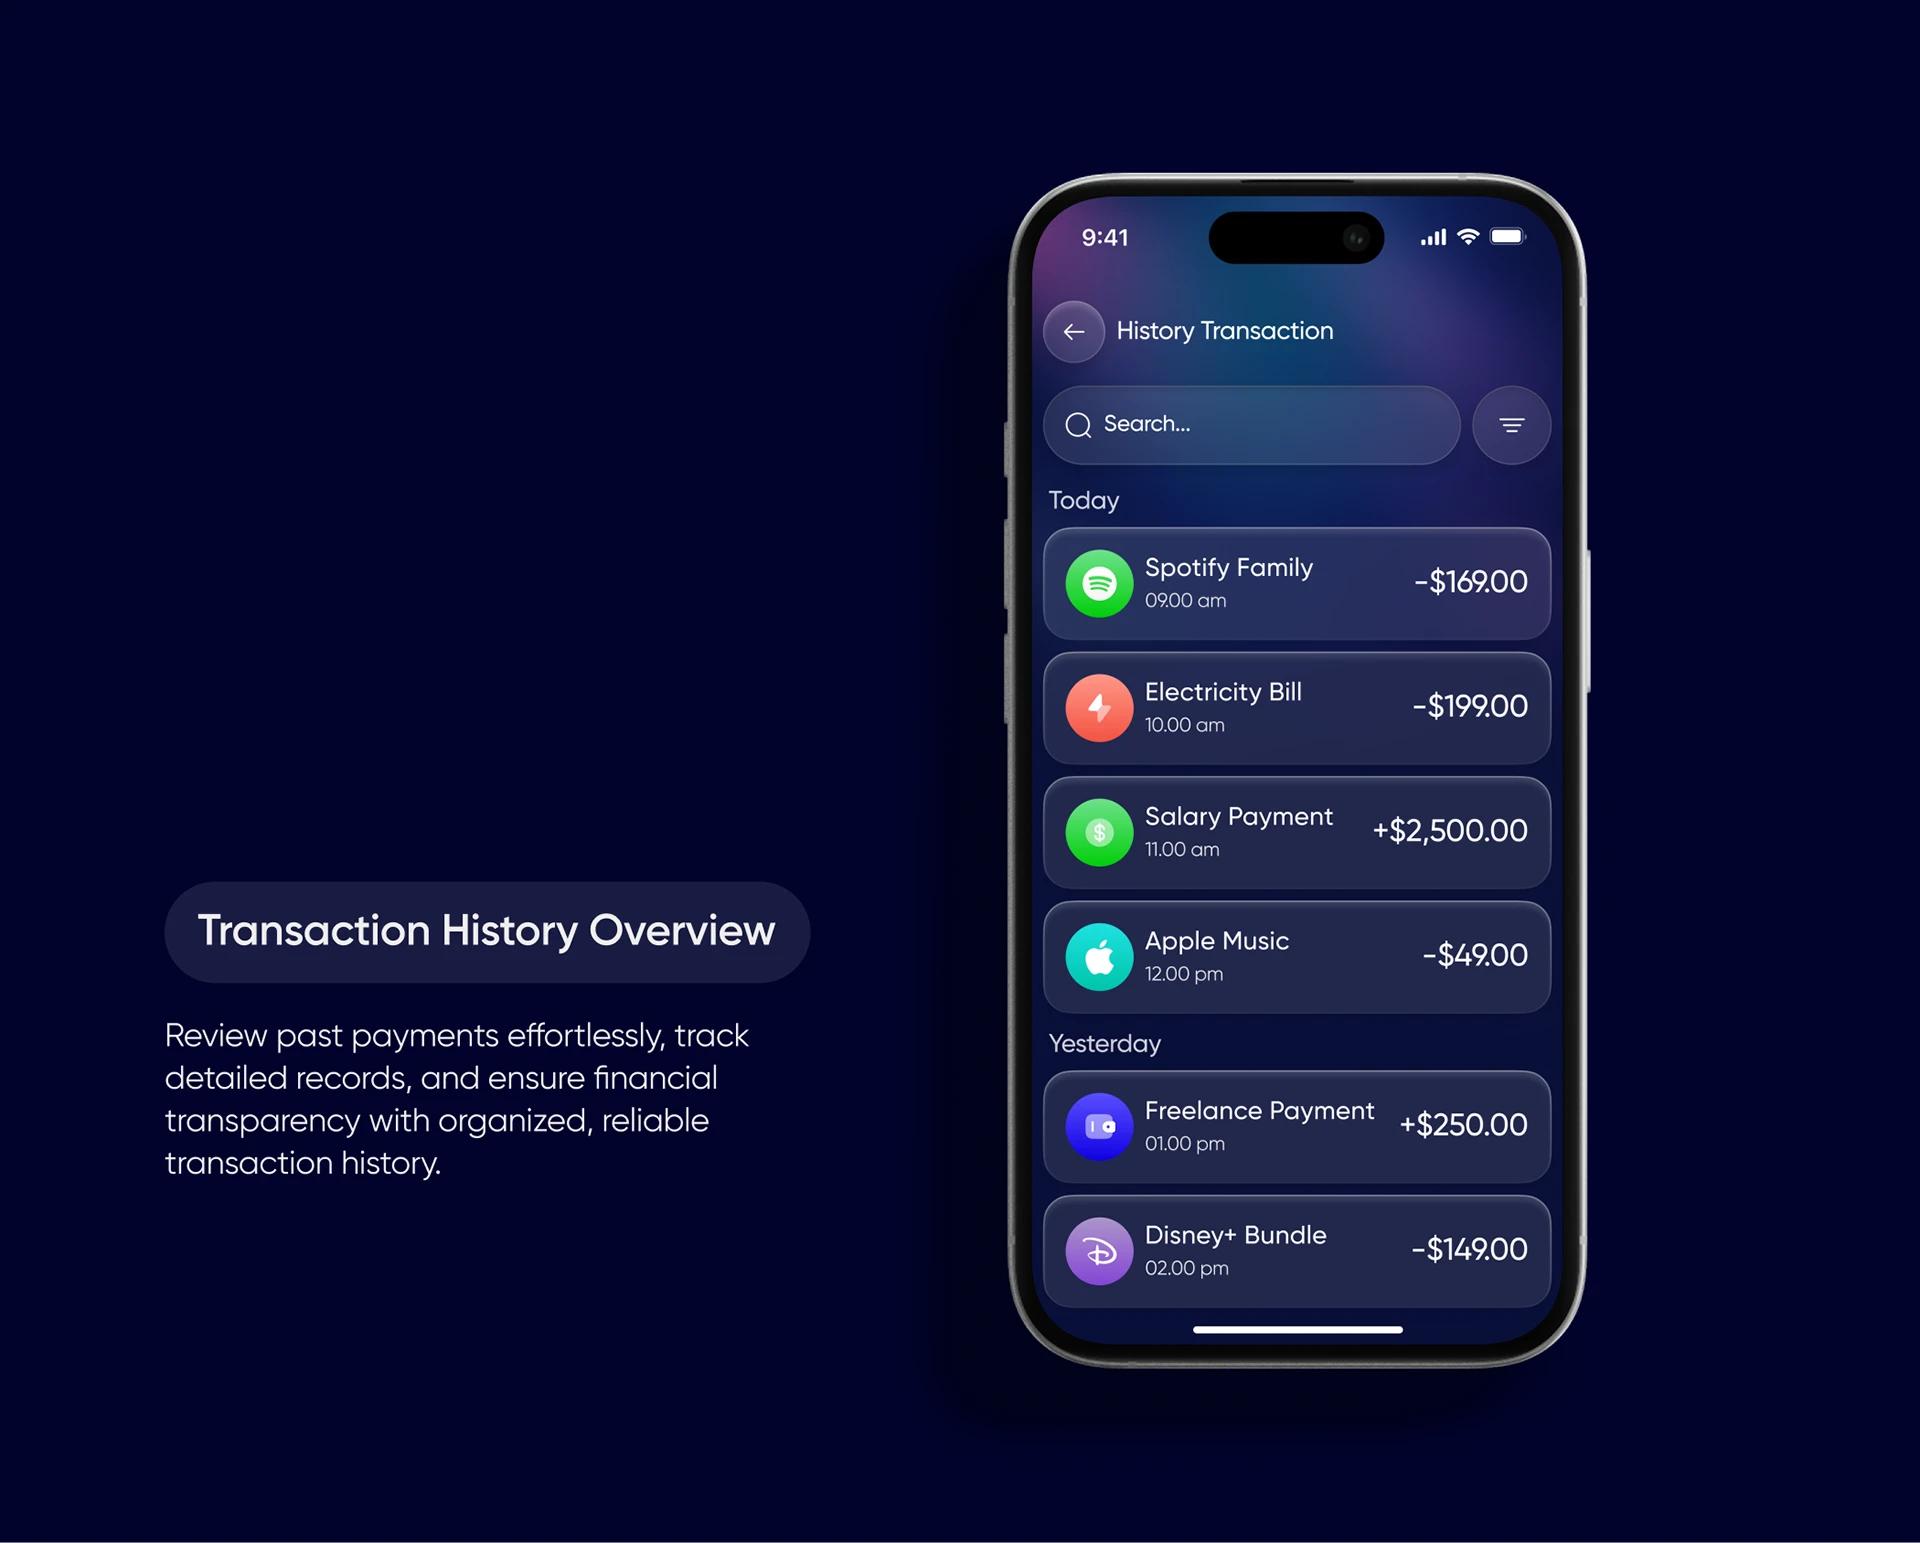 Transaction History Overview
Review past payments effortlessly, track
detailed records, and ensure financial
transparency with organized, reliable
transaction history.
9:41
History Transaction
Search...
Today
Spotify Family
-$169.00
09.00 am
Electricity Bill
-$199.00
10.00 am
Salary Payment
+$2,500.00
11.00 am
Apple Music
-$49.00
12.00 pm
Yesterday
Freelance Payment
+$250.00
01.00 pm
Disney+ Bundle
-$149.00
02.00 pm